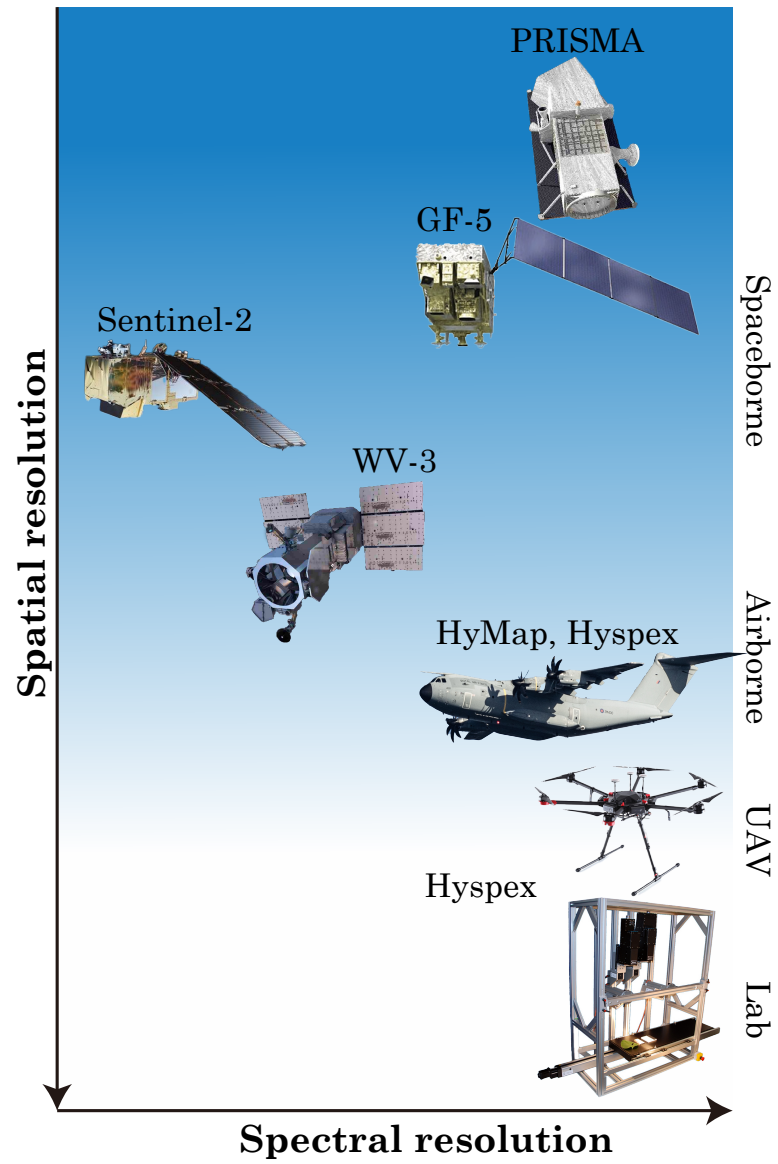 PRISMA
GF-5
Sentinel-2
WV-3
HyMap, Hyspex
Hyspex
Spaceborne
Airborne
UAV
Lab
Spatial resolution
Spectral resolution